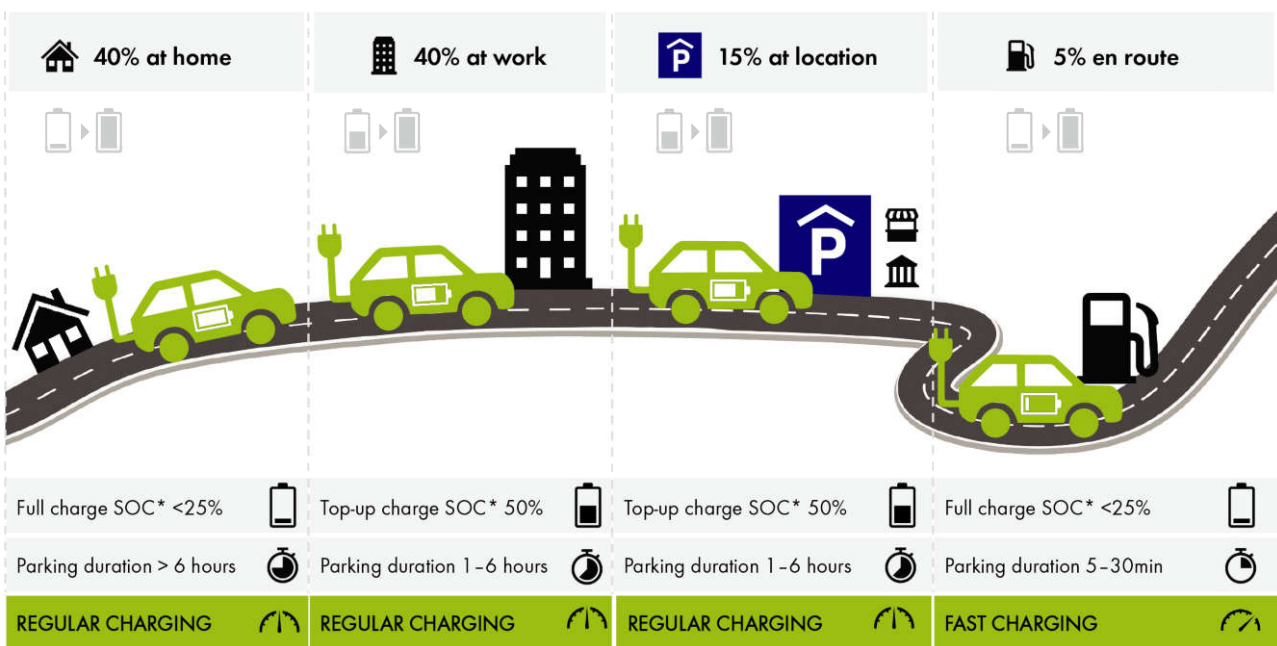 40% at home
40% at work
P
15% at location
5% en route
P
Full charge SOC* <25%
Top-up charge SOC* 50%
Top-up charge SOC* 50%
Full charge SOC* <25%
Parking duration > 6 hours
Parking duration 1–6 hours
Parking duration 1–6 hours
Parking duration 5–30min
REGULAR CHARGING
REGULAR CHARGING
REGULAR CHARGING
FAST CHARGING